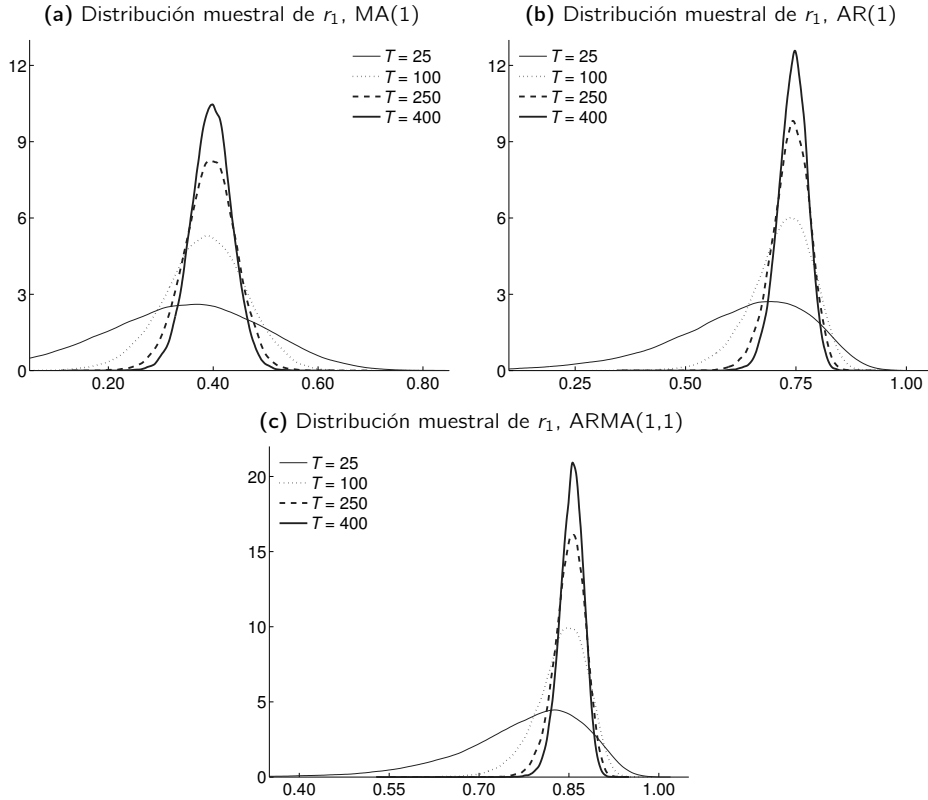 (a) Distribución muestral de r₁, MA(1)
T = 25
T = 100
T = 250
T = 400
12
9
6
3
0
0.20 0.40 0.60 0.80
(b) Distribución muestral de r₁, AR(1)
T = 25
T = 100
T = 250
T = 400
12
9
6
3
0
0.25 0.50 0.75 1.00
(c) Distribución muestral de r₁, ARMA(1,1)
T = 25
T = 100
T = 250
T = 400
20
15
10
5
0
0.40 0.55 0.70 0.85 1.00